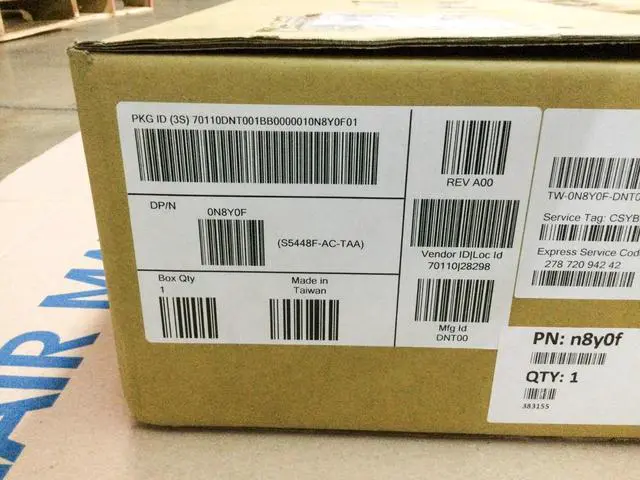 PKG ID (3S) 70110DNT001BB0000010N8Y0F01
DP/N
0N8Y0F
(S5448F-AC-TAA)
Box Qty
1
Made in
Taiwan
REV A00
Vendor ID|Loc Id
70110|28298
Mfg Id
DNT00
TW-0N8Y0F-DNT0
Service Tag: CSYB
Express Service Cod
278 720 942 42
PN: n8y0f
QTY: 1
383155
AIR